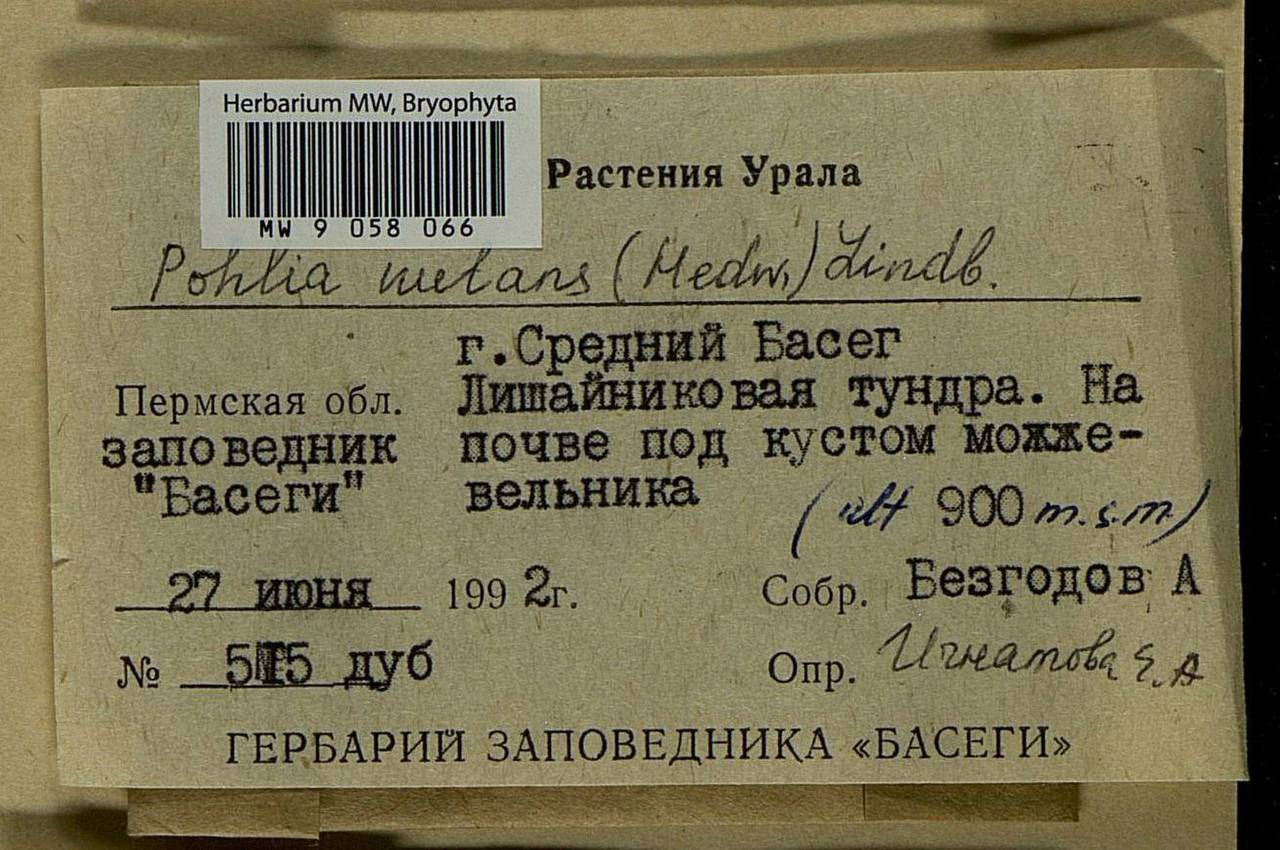 Herbarium MW, Bryophyta
MW 9 058 066
Растения Урала
Pohlia nutans (Hedw.) Lindb.
г.Средний Басег
Пермская обл. Лишайниковая тундра. На
заповедник почве под кустом можже-
"Басеги" вельника
(alt 900 m.s.m.)
27 июня 1992г. Собр. Безгодов А
№ 515 дуб Опр. Игнатова Е.А
ГЕРБАРИЙ ЗАПОВЕДНИКА «БАСЕГИ»